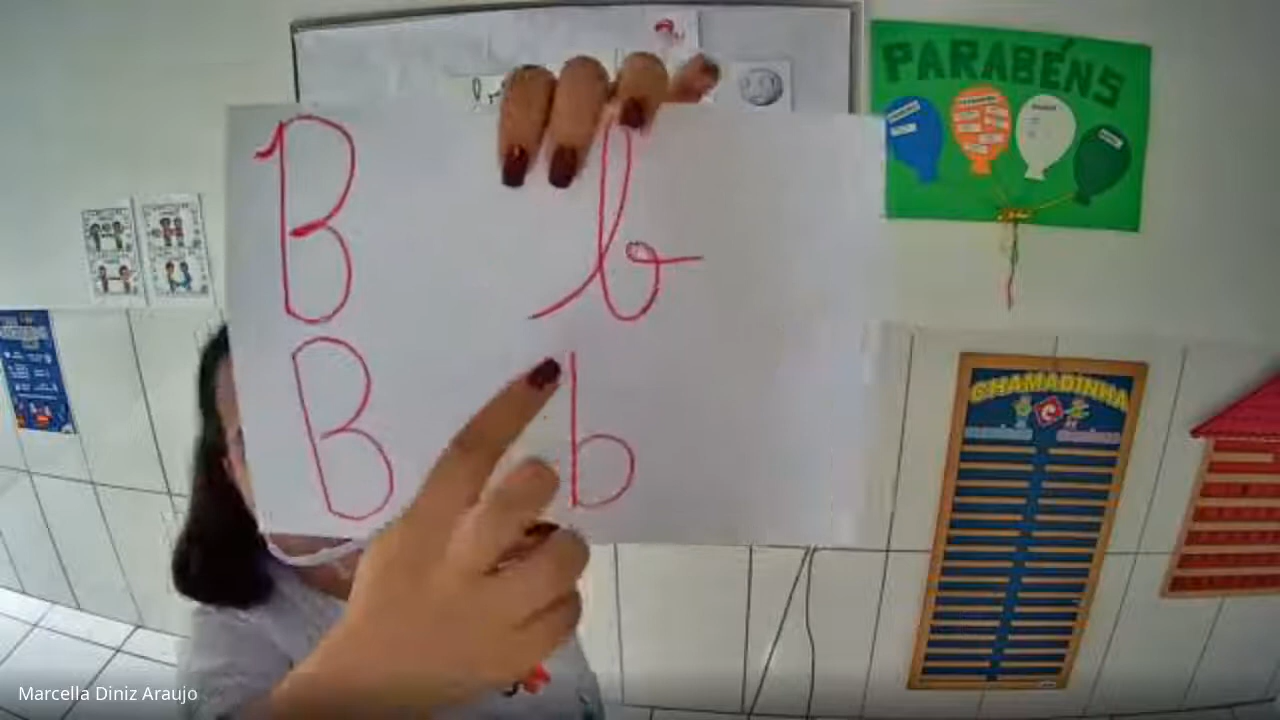 PARABÉNS
B b
B b
CHAMADINHA
Marcella Diniz Araujo